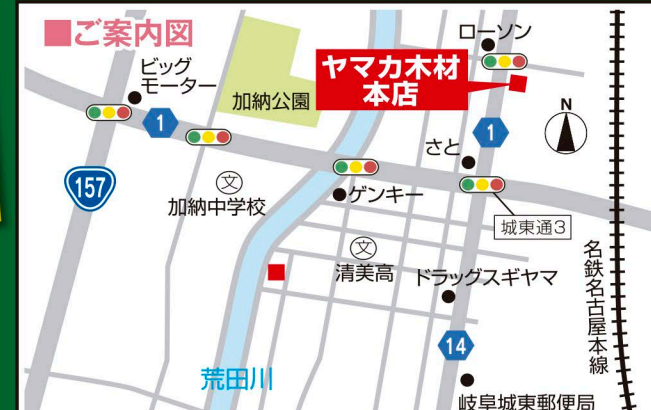 ■ご案内図
ローソン
ビッグ
モーター
ヤマカ木材
本店
加納公園
N
1
1
さと
157
文
加納中学校
ゲンキー
城東通3
文
清美高
ドラッグスギヤマ
名鉄名古屋本線
14
荒田川
岐阜城東郵便局